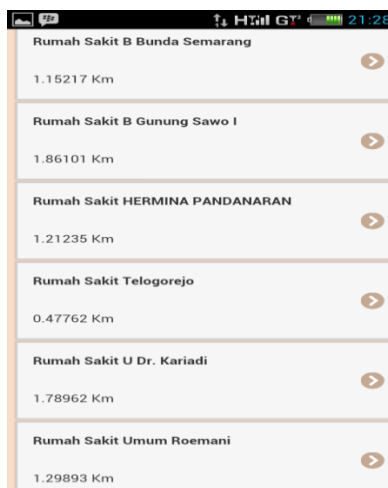 21:28
Rumah Sakit B Bunda Semarang
1.15217 Km
Rumah Sakit B Gunung Sawo I
1.86101 Km
Rumah Sakit HERMINA PANDANARAN
1.21235 Km
Rumah Sakit Telogorejo
0.47762 Km
Rumah Sakit U Dr. Kariadi
1.78962 Km
Rumah Sakit Umum Roemani
1.29893 Km